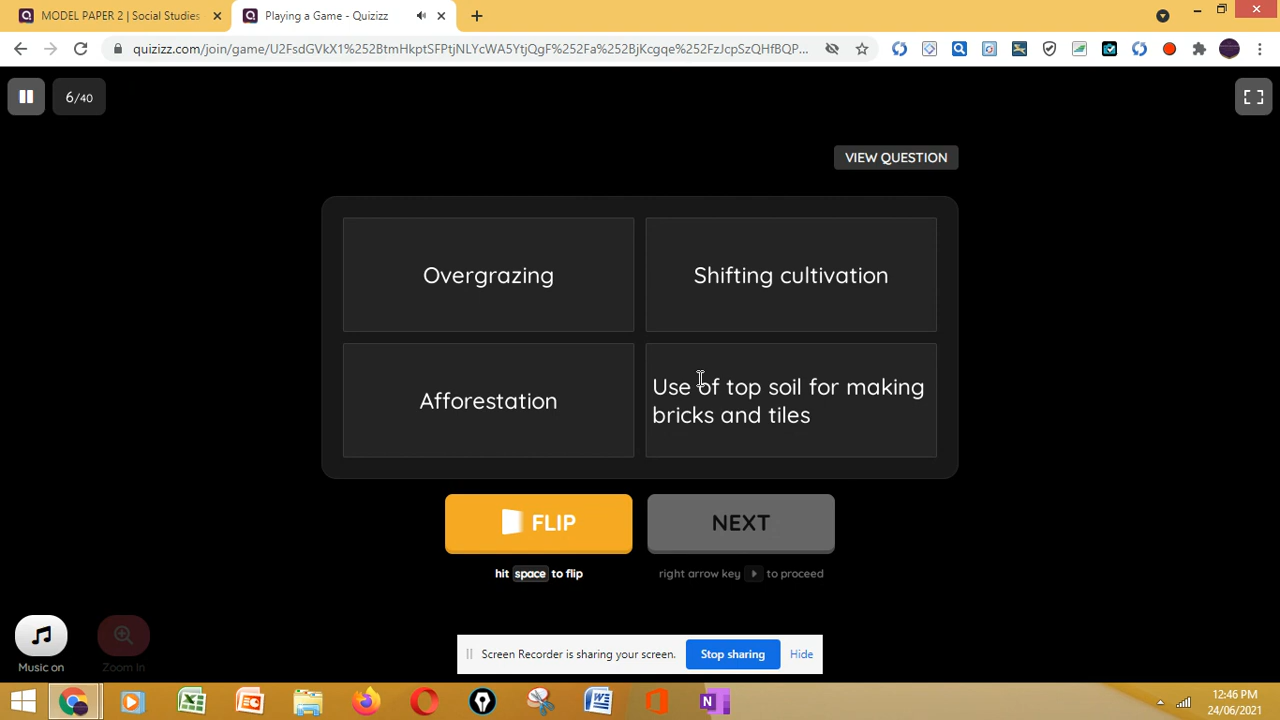 MODEL PAPER 2 | Social Studies
Playing a Game - Quizizz
quizizz.com/join/game/U2FsdGVkX1%252BtmHkptSFPtjNLYcWA5YtjQgF%252Fa%252BjKcgqe%252FzJcpSzQHfBQP...
6/40
VIEW QUESTION
Overgrazing
Shifting cultivation
Afforestation
Use of top soil for making
bricks and tiles
FLIP
NEXT
hit space to flip
right arrow key to proceed
Music on
Zoom In
Screen Recorder is sharing your screen.
Stop sharing
Hide
12:46 PM
24/06/2021